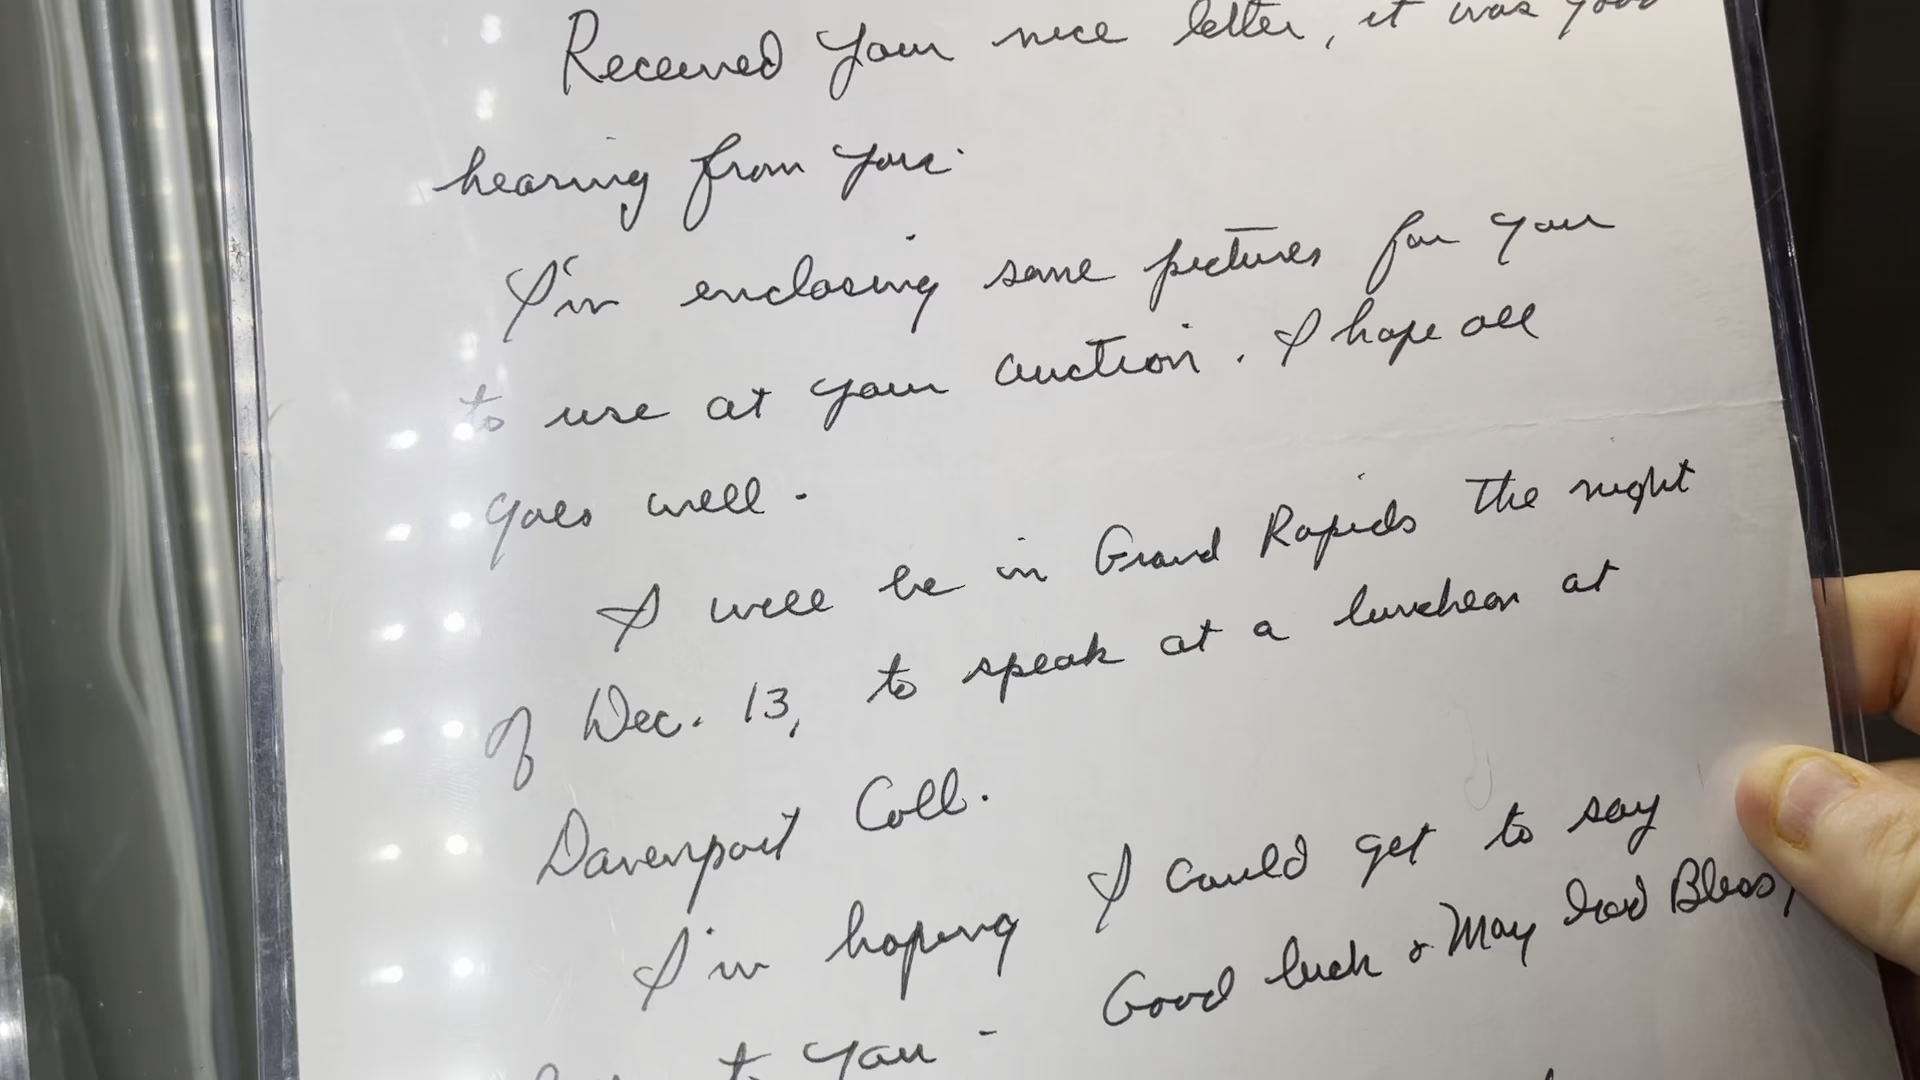 Received your nice letter, it was good
hearing from you.
I'm enclosing some pictures for you
to use at your auction. I hope all
goes well.
I will be in Grand Rapids the night
of Dec. 13, to speak at a luncheon at
Davenport Coll.
I'm hoping I could get to say
to you - Good luck & May God Bless,